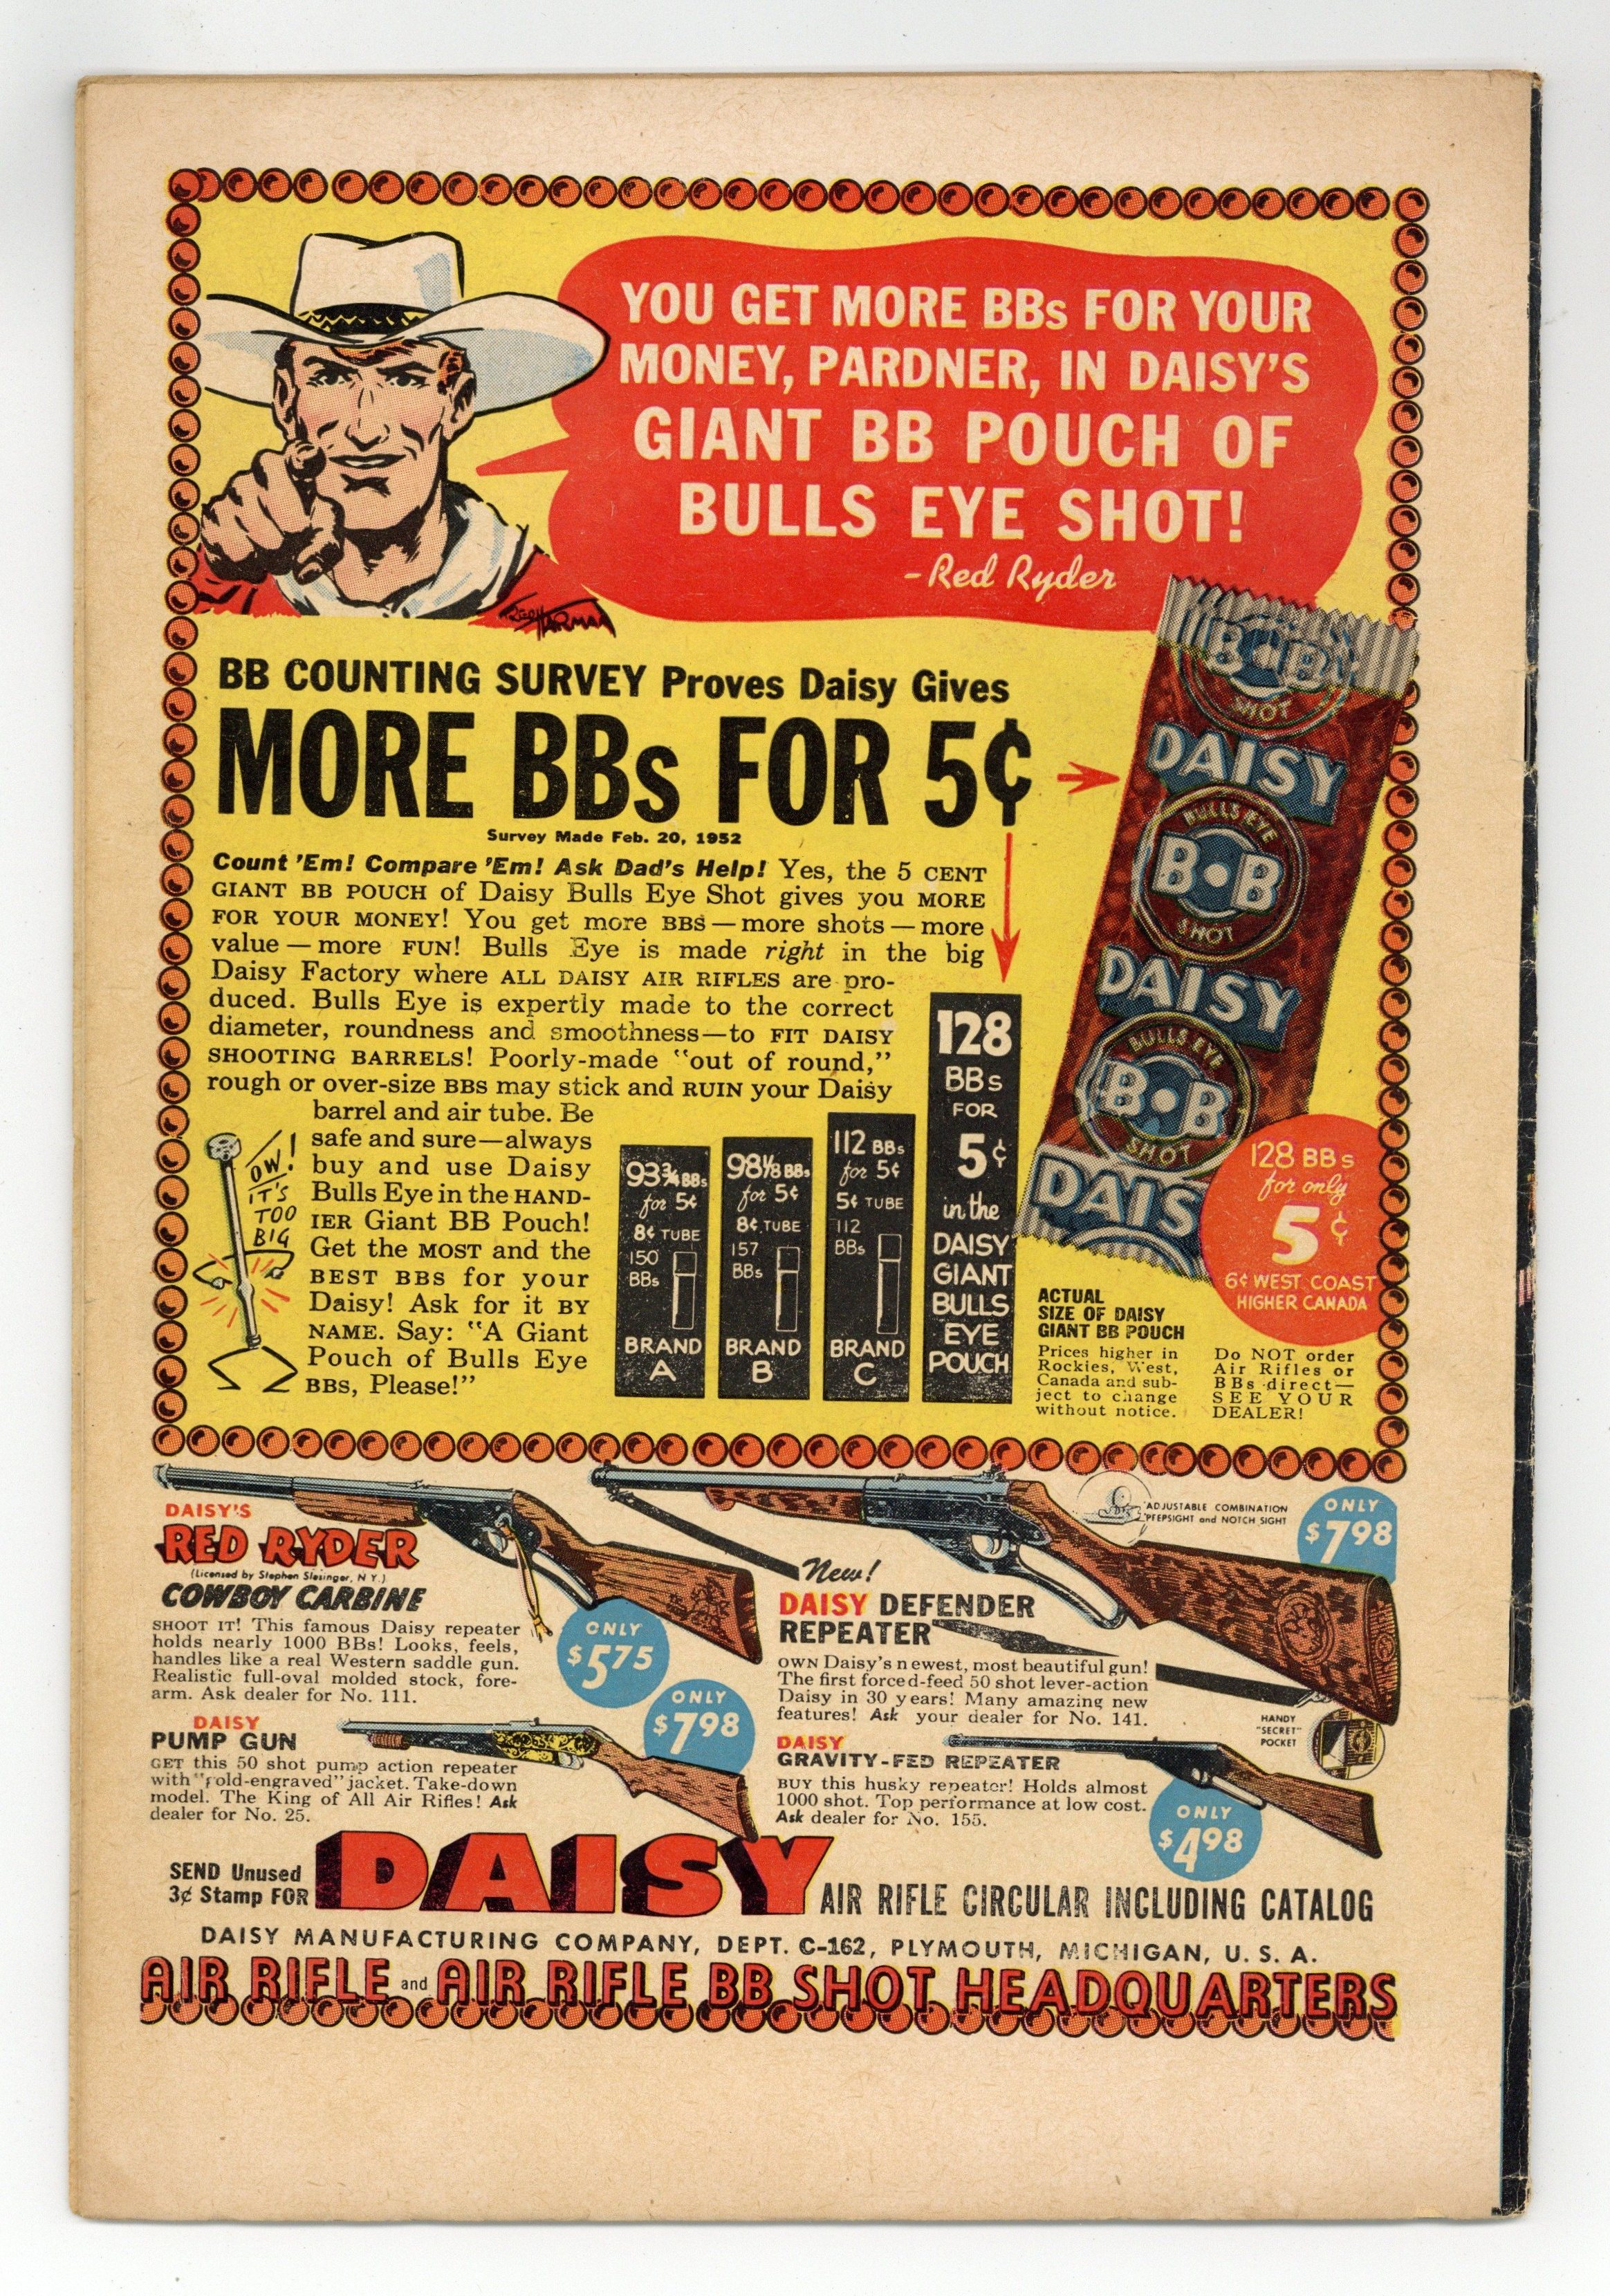 YOU GET MORE BBs FOR YOUR
MONEY, PARDNER, IN DAISY'S
GIANT BB POUCH OF
BULLS EYE SHOT!
- Red Ryder
BB COUNTING SURVEY Proves Daisy Gives
MORE BBs FOR 5¢
Survey Made Feb. 20, 1952
Count 'Em! Compare 'Em! Ask Dad's Help! Yes, the 5 CENT
GIANT BB POUCH of Daisy Bulls Eye Shot gives you MORE
FOR YOUR MONEY! You get more BBS — more shots — more
value — more FUN! Bulls Eye is made right in the big
Daisy Factory where ALL DAISY AIR RIFLES are pro-
duced. Bulls Eye is expertly made to the correct
diameter, roundness and smoothness—to FIT DAISY
SHOOTING BARRELS! Poorly-made "out of round,"
rough or over-size BBs may stick and RUIN your Daisy
barrel and air tube. Be
safe and sure—always
buy and use Daisy
Bulls Eye in the HAND-
IER Giant BB Pouch!
Get the MOST and the
BEST BBS for your
Daisy! Ask for it BY
NAME. Say: "A Giant
Pouch of Bulls Eye
BBs, Please!"
OW!
IT'S
TOO
BIG
93¾ BBs
for 5¢
8¢ TUBE
150
BBs
BRAND
A
98⅛ BBs
for 5¢
8¢ TUBE
157
BBs
BRAND
B
112 BBs
for 5¢
5¢ TUBE
112
BBs
BRAND
C
128
BBs
FOR
5¢
in the
DAISY
GIANT
BULLS
EYE
POUCH
B B
SHOT
DAISY
BULLS EYE
B B
SHOT
DAISY
BULLS EYE
B B
SHOT
DAIS
128 BBs
for only
5¢
6¢ WEST COAST
HIGHER CANADA
ACTUAL
SIZE OF DAISY
GIANT BB POUCH
Prices higher in
Rockies, West,
Canada and sub-
ject to change
without notice.
Do NOT order
Air Rifles or
BBs direct—
SEE YOUR
DEALER!
DAISY'S
RED RYDER
(Licensed by Stephen Slesinger, N.Y.)
COWBOY CARBINE
SHOOT IT! This famous Daisy repeater
holds nearly 1000 BBs! Looks, feels,
handles like a real Western saddle gun.
Realistic full-oval molded stock, fore-
arm. Ask dealer for No. 111.
ONLY
$5.75
ADJUSTABLE COMBINATION
PEEPSIGHT and NOTCH SIGHT
ONLY
$7.98
New!
DAISY DEFENDER
REPEATER
OWN Daisy's newest, most beautiful gun!
The first forced-feed 50 shot lever-action
Daisy in 30 years! Many amazing new
features! Ask your dealer for No. 141.
HANDY
"SECRET"
POCKET
DAISY
PUMP GUN
GET this 50 shot pump action repeater
with "gold-engraved" jacket. Take-down
model. The King of All Air Rifles! Ask
dealer for No. 25.
ONLY
$7.98
DAISY
GRAVITY-FED REPEATER
BUY this husky repeater! Holds almost
1000 shot. Top performance at low cost.
Ask dealer for No. 155.
ONLY
$4.98
SEND Unused
3¢ Stamp FOR
DAISY AIR RIFLE CIRCULAR INCLUDING CATALOG
DAISY MANUFACTURING COMPANY, DEPT. C-162, PLYMOUTH, MICHIGAN, U. S. A.
AIR RIFLE and AIR RIFLE BB SHOT HEADQUARTERS